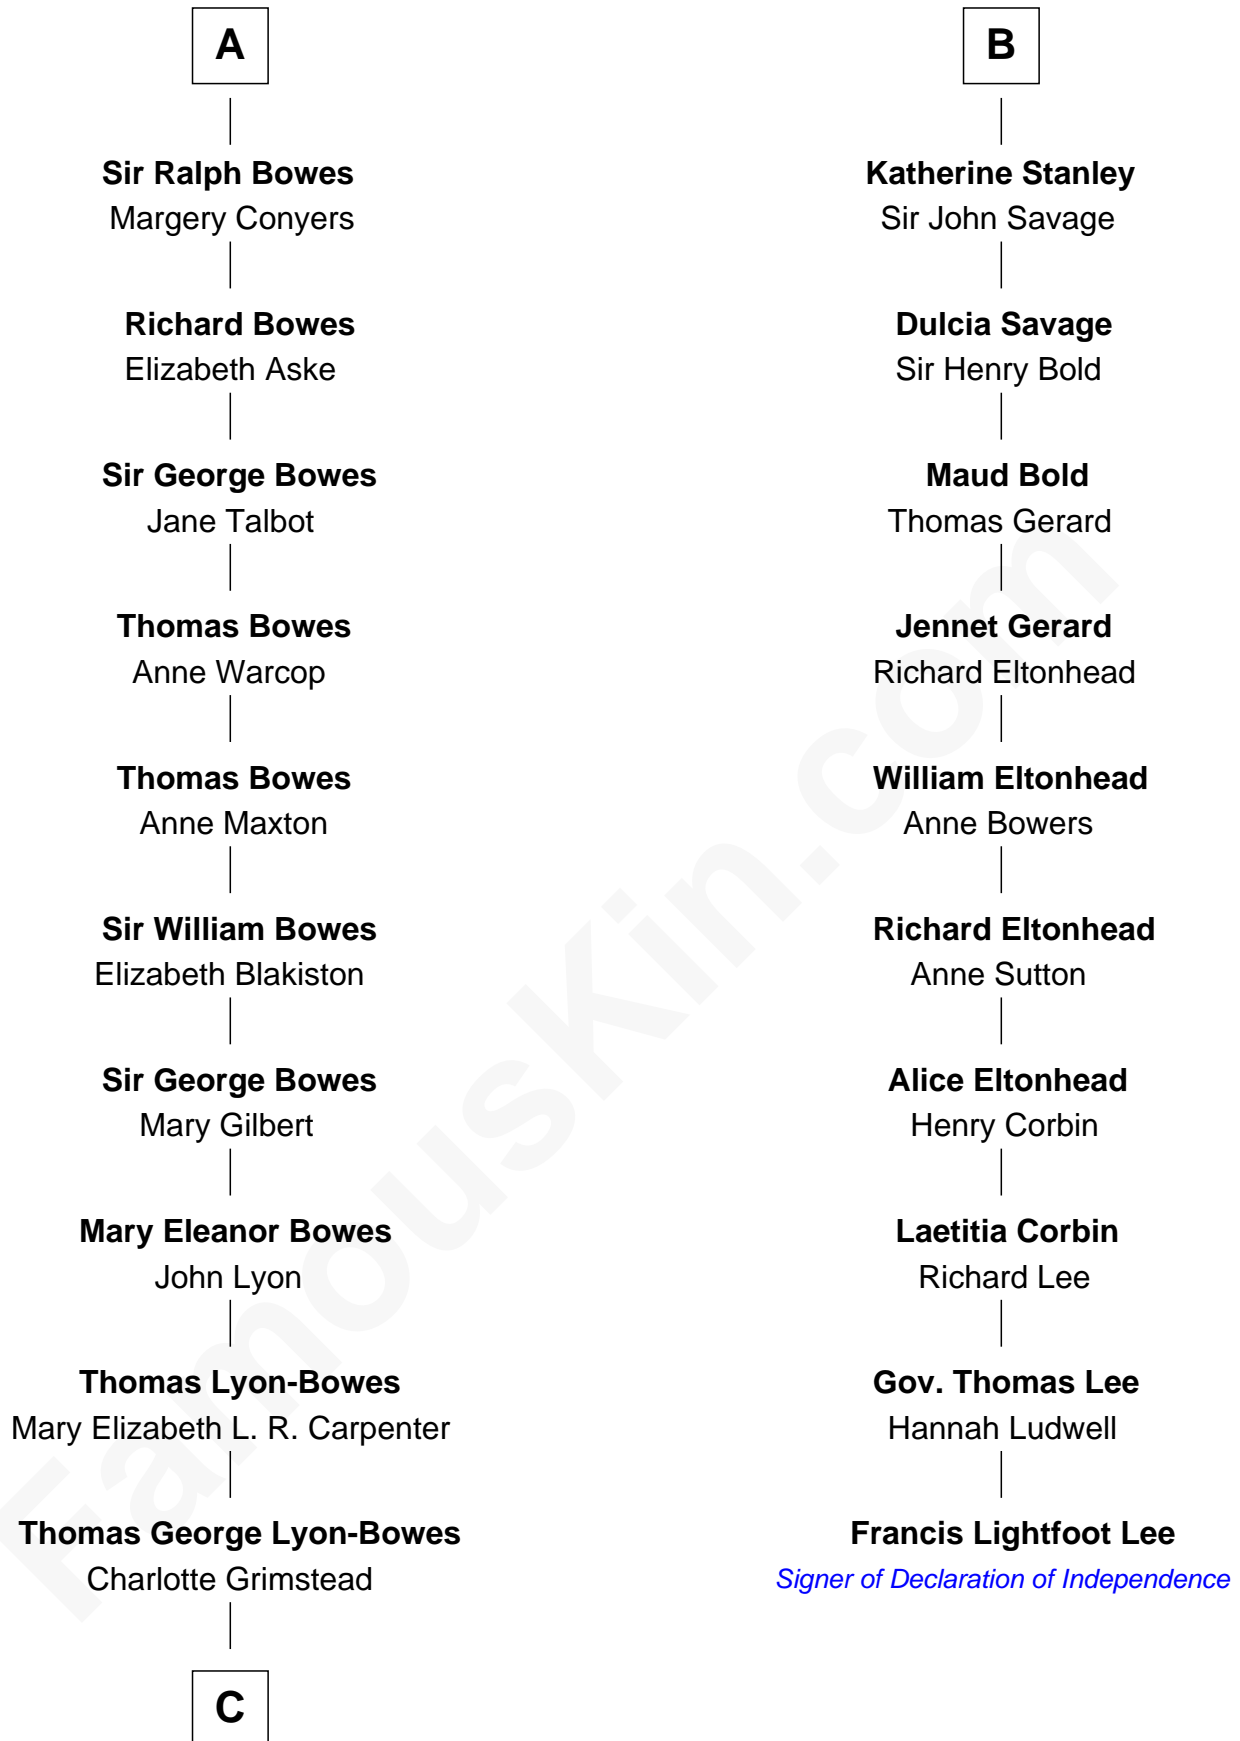 A
Sir Ralph Bowes
Margery Conyers
Richard Bowes
Elizabeth Aske
Sir George Bowes
Jane Talbot
Thomas Bowes
Anne Warcop
Thomas Bowes
Anne Maxton
Sir William Bowes
Elizabeth Blakiston
Sir George Bowes
Mary Gilbert
Mary Eleanor Bowes
John Lyon
Thomas Lyon-Bowes
Mary Elizabeth L. R. Carpenter
Thomas George Lyon-Bowes
Charlotte Grimstead
C
B
Katherine Stanley
Sir John Savage
Dulcia Savage
Sir Henry Bold
Maud Bold
Thomas Gerard
Jennet Gerard
Richard Eltonhead
William Eltonhead
Anne Bowers
Richard Eltonhead
Anne Sutton
Alice Eltonhead
Henry Corbin
Laetitia Corbin
Richard Lee
Gov. Thomas Lee
Hannah Ludwell
Francis Lightfoot Lee
Signer of Declaration of Independence
FamousKin.com